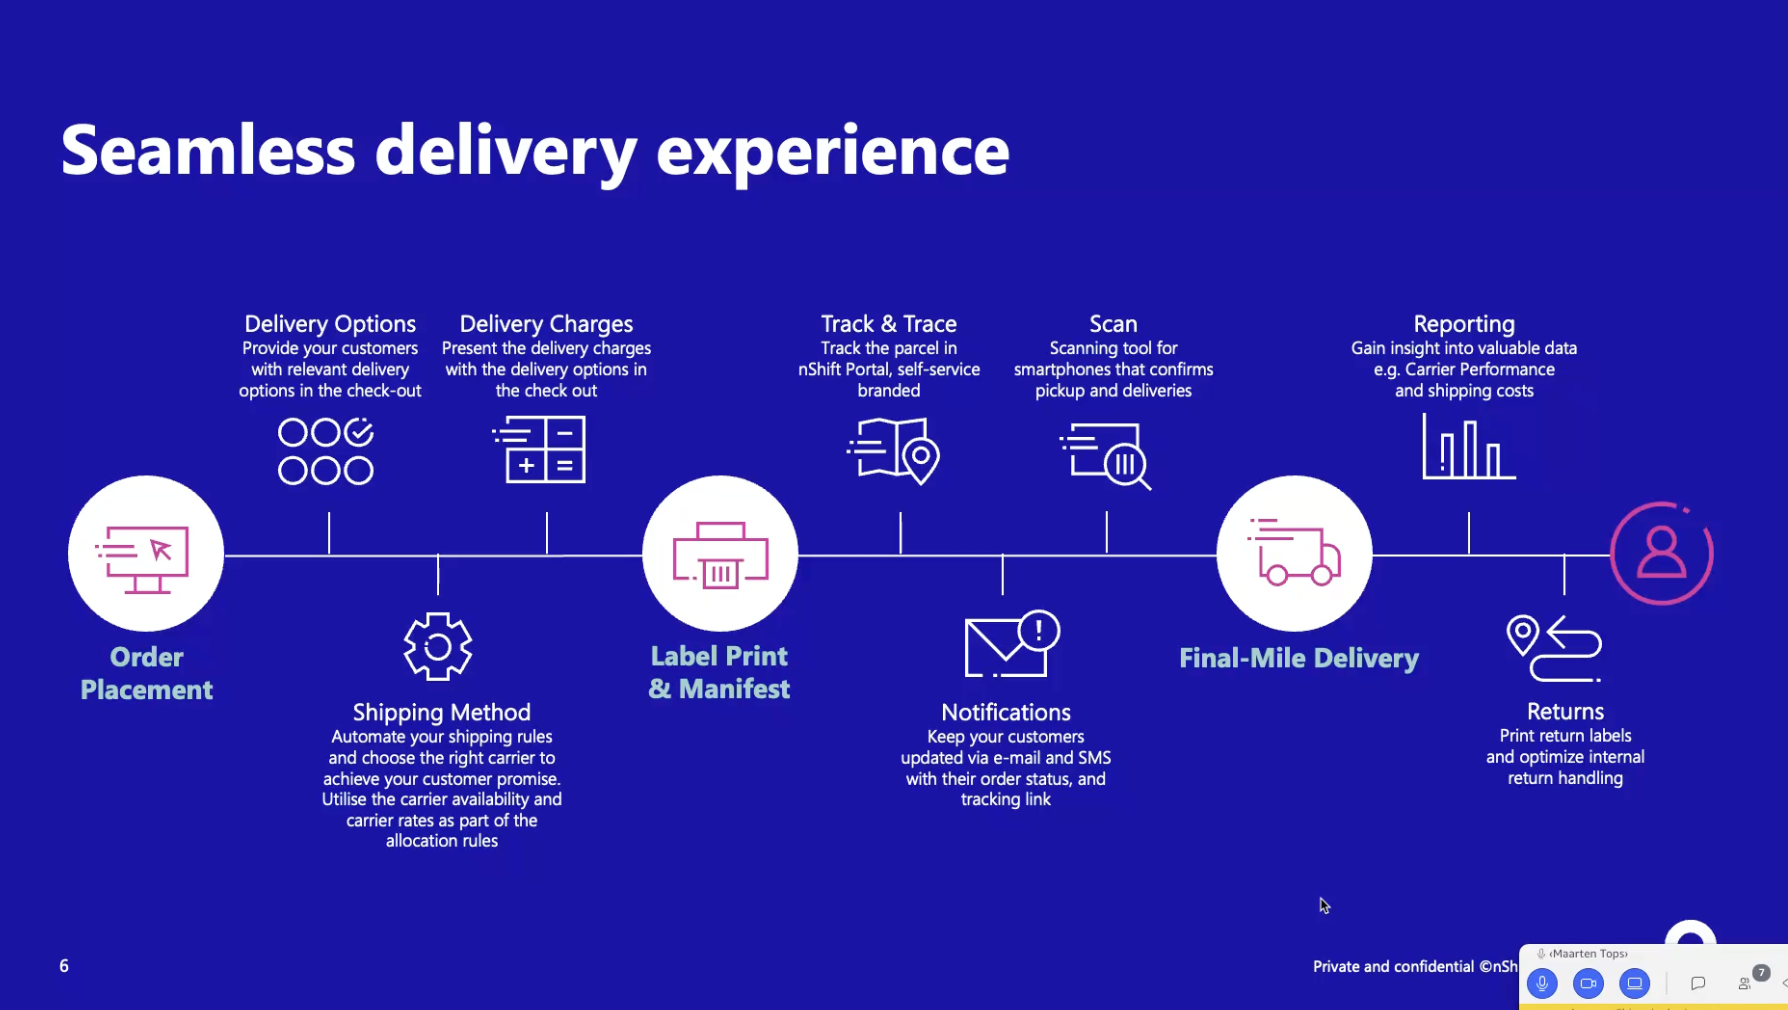 Seamless delivery experience
Delivery Options
Provide your customers
with relevant delivery
options in the check-out
Delivery Charges
Present the delivery charges
with the delivery options in
the check out
Track & Trace
Track the parcel in
nShift Portal, self-service
branded
Scan
Scanning tool for
smartphones that confirms
pickup and deliveries
Reporting
Gain insight into valuable data
e.g. Carrier Performance
and shipping costs
Order
Placement
Label Print
& Manifest
Final-Mile Delivery
Shipping Method
Automate your shipping rules
and choose the right carrier to
achieve your customer promise.
Utilise the carrier availability and
carrier rates as part of the
allocation rules
Notifications
Keep your customers
updated via e-mail and SMS
with their order status, and
tracking link
Returns
Print return labels
and optimize internal
return handling
6
Private and confidential ©nSh
‹Maarten Tops›
7